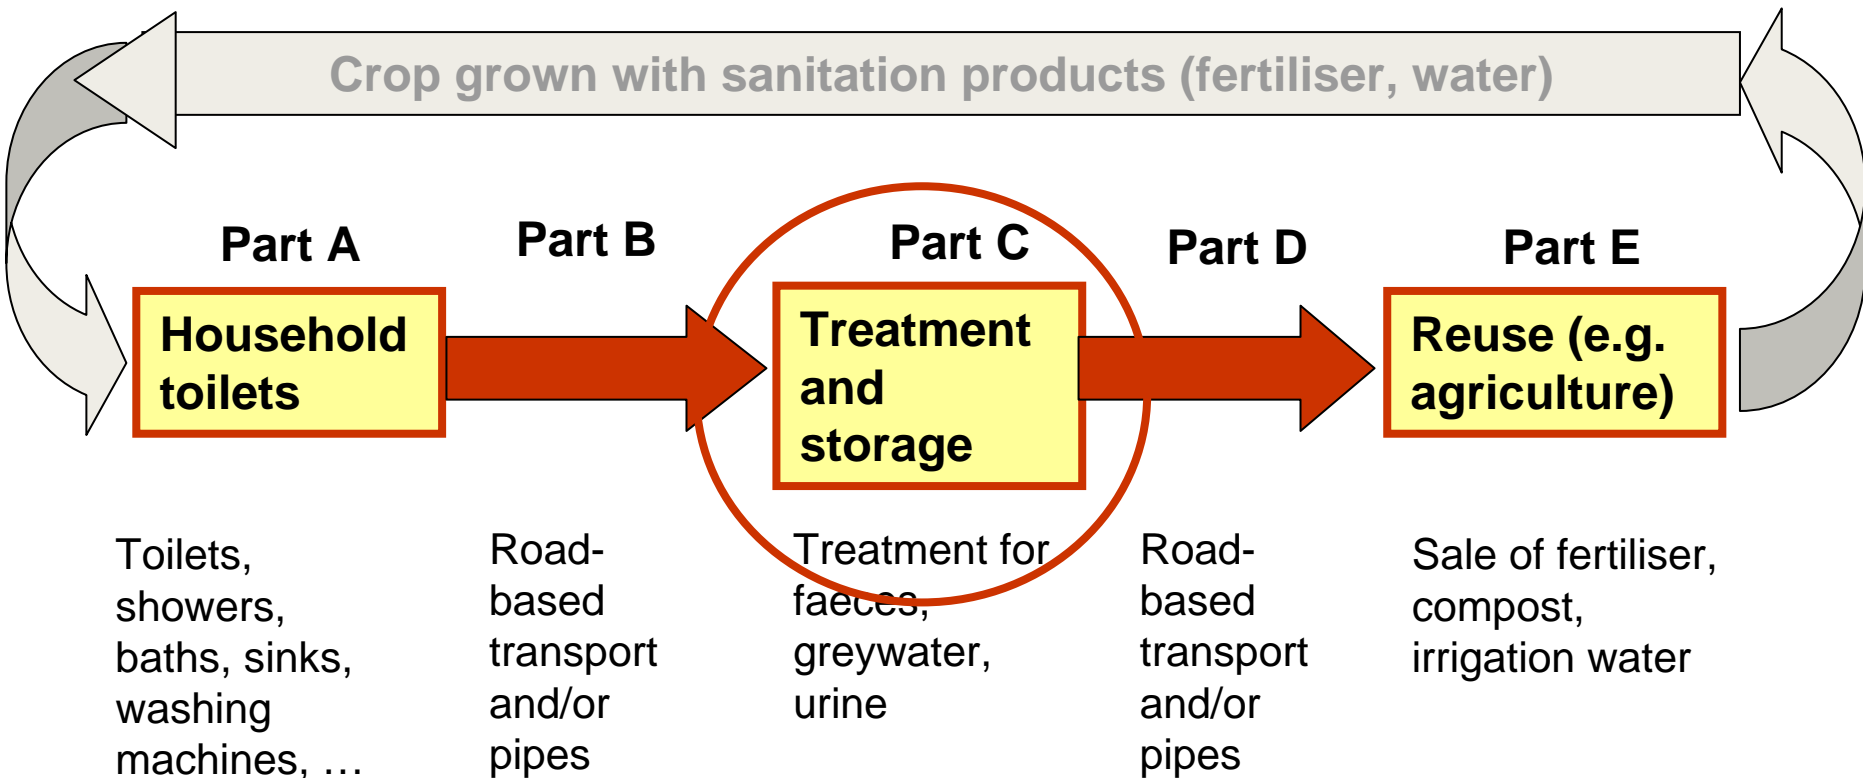 Crop grown with sanitation products (fertiliser, water)
Part A
Part B
Part C
Part D
Part E
Household
toilets
Treatment
and
storage
Reuse (e.g.
agriculture)
Toilets,
showers,
baths, sinks,
washing
machines, …
Road-
based
transport
and/or
pipes
Treatment for
faeces,
greywater,
urine
Road-
based
transport
and/or
pipes
Sale of fertiliser,
compost,
irrigation water